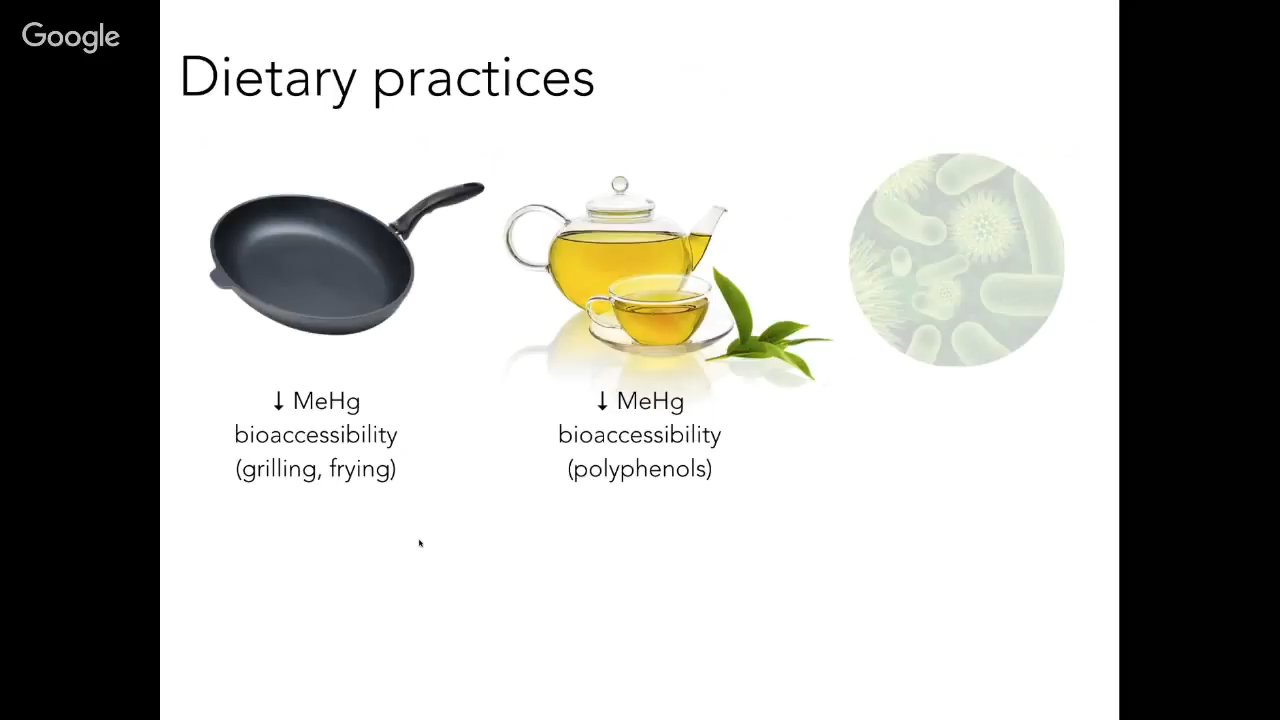 Google
Dietary practices
↓ MeHg
bioaccessibility
(grilling, frying)
↓ MeHg
bioaccessibility
(polyphenols)